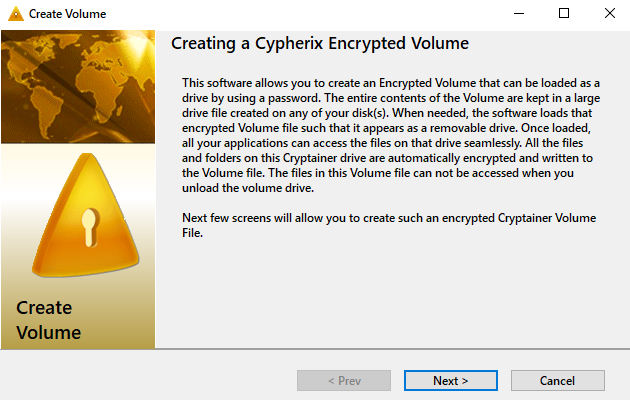 Create Volume
Creating a Cypherix Encrypted Volume
This software allows you to create an Encrypted Volume that can be loaded as a
drive by using a password. The entire contents of the Volume are kept in a large
drive file created on any of your disk(s). When needed, the software loads that
encrypted Volume file such that it appears as a removable drive. Once loaded,
all your applications can access the files on that drive seamlessly. All the files
and folders on this Cryptainer drive are automatically encrypted and written to
the Volume file. The files in this Volume file can not be accessed when you
unload the volume drive.
Next few screens will allow you to create such an encrypted Cryptainer Volume
File.
Create
Volume
< Prev
Next >
Cancel